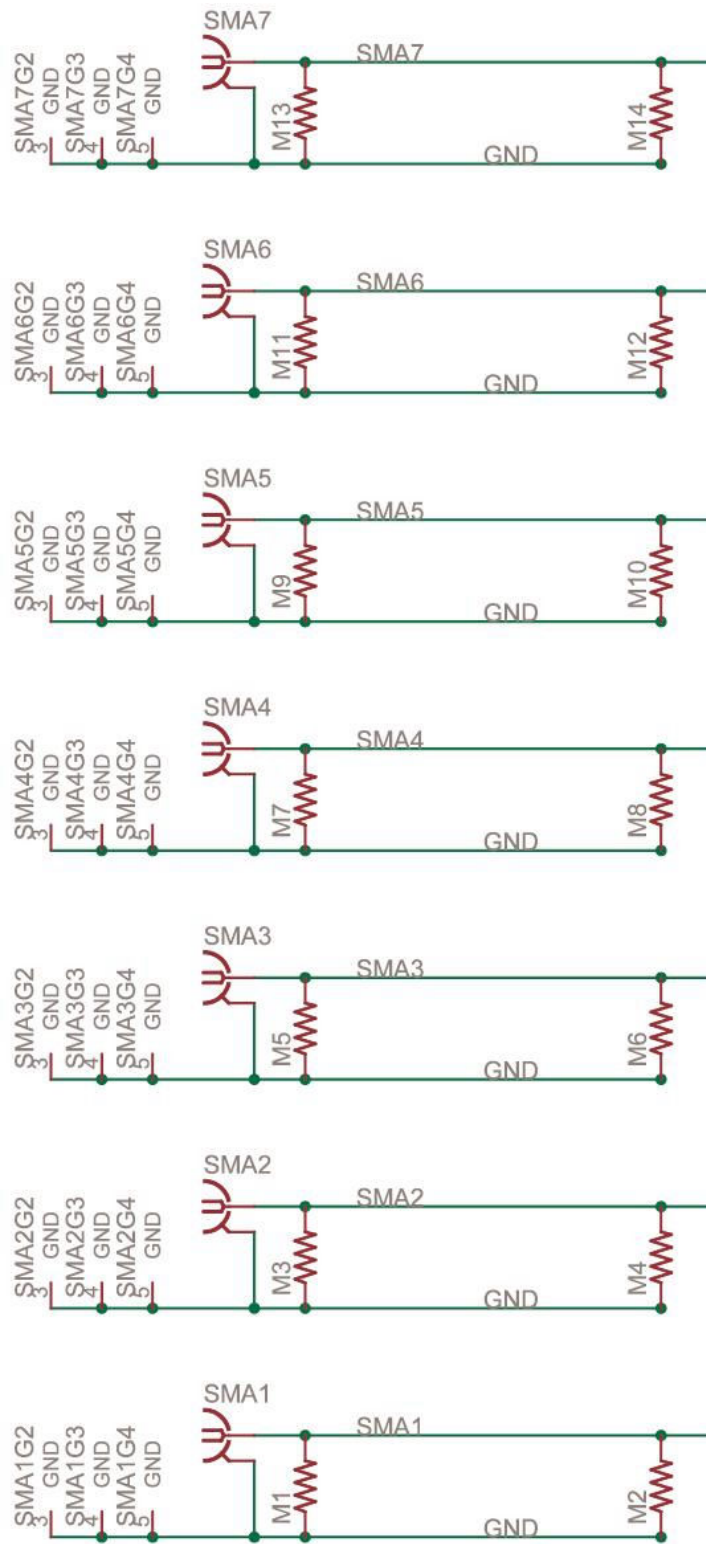 SMA7
SMA7
SMA7G2
3
GND
SMA7G3
4
GND
SMA7G4
5
GND
M13
M14
GND
SMA6
SMA6
SMA6G2
3
GND
SMA6G3
4
GND
SMA6G4
5
GND
M11
M12
GND
SMA5
SMA5
SMA5G2
3
GND
SMA5G3
4
GND
SMA5G4
5
GND
M9
M10
GND
SMA4
SMA4
SMA4G2
3
GND
SMA4G3
4
GND
SMA4G4
5
GND
M7
M8
GND
SMA3
SMA3
SMA3G2
3
GND
SMA3G3
4
GND
SMA3G4
5
GND
M5
M6
GND
SMA2
SMA2
SMA2G2
3
GND
SMA2G3
4
GND
SMA2G4
5
GND
M3
M4
GND
SMA1
SMA1
SMA1G2
3
GND
SMA1G3
4
GND
SMA1G4
5
GND
M1
M2
GND